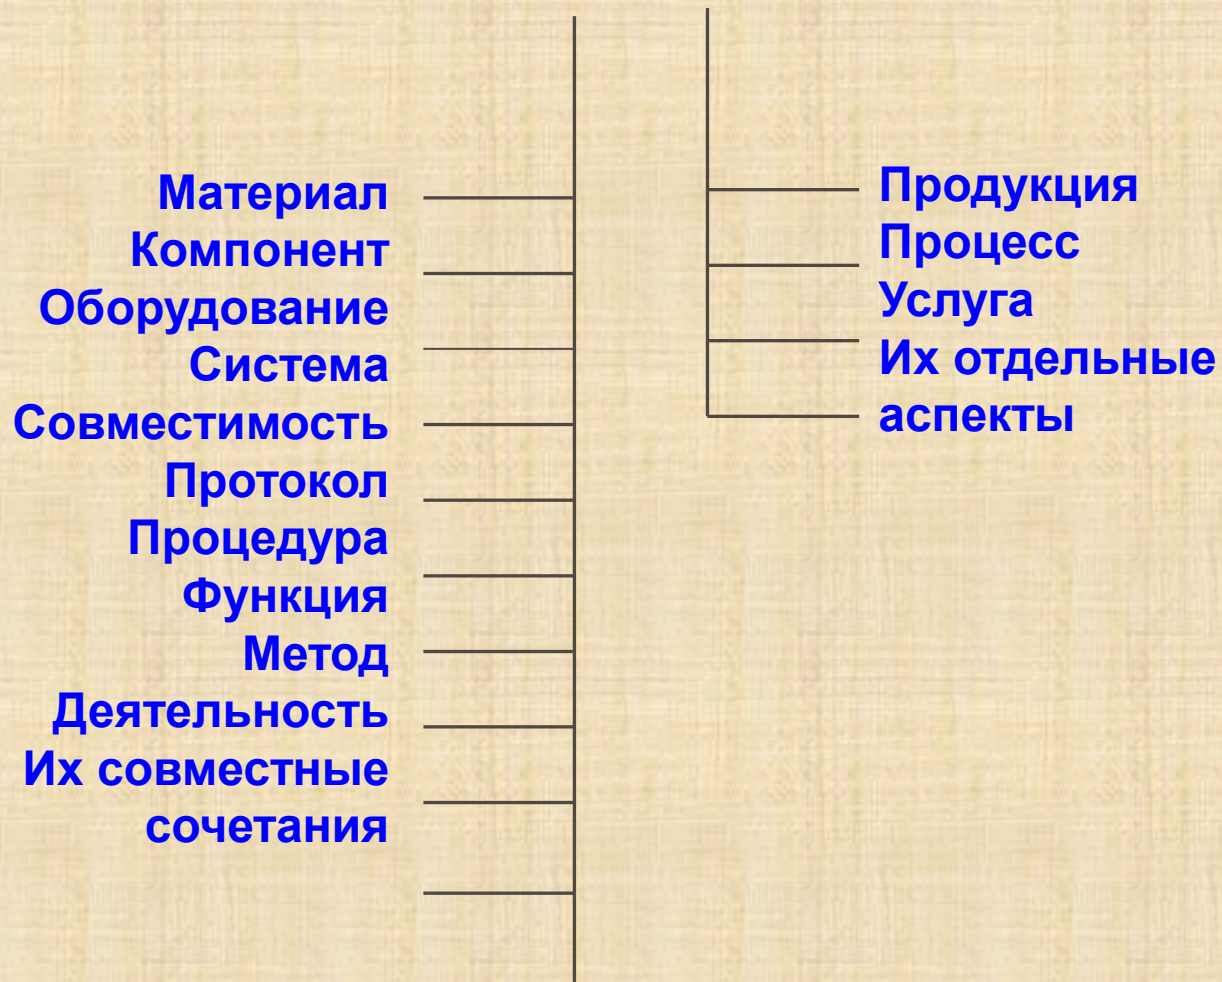 Материал
Компонент
Оборудование
Система
Совместимость
Протокол
Процедура
Функция
Метод
Деятельность
Их совместные
сочетания
Продукция
Процесс
Услуга
Их отдельные
аспекты